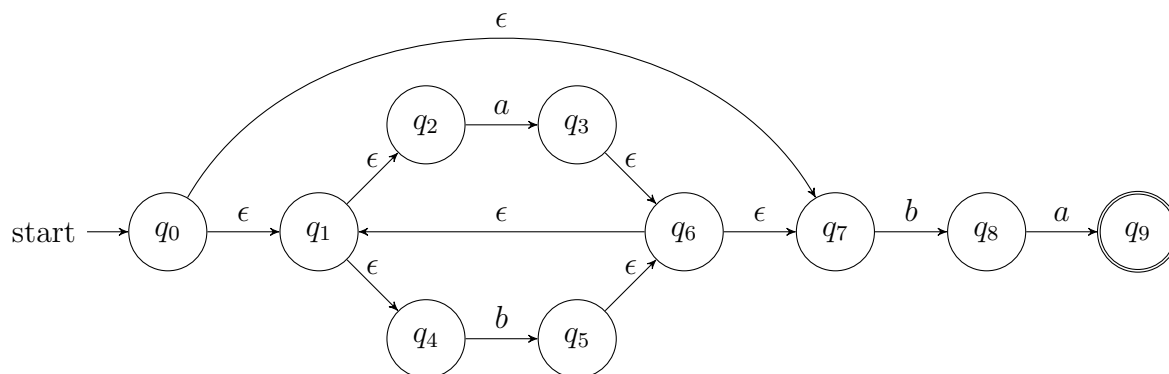 ϵ
q₂ a q₃
ϵ ϵ
start q₀ ϵ q₁ ϵ q₆ ϵ q₇ b q₈ a q₉
ϵ ϵ
q₄ b q₅